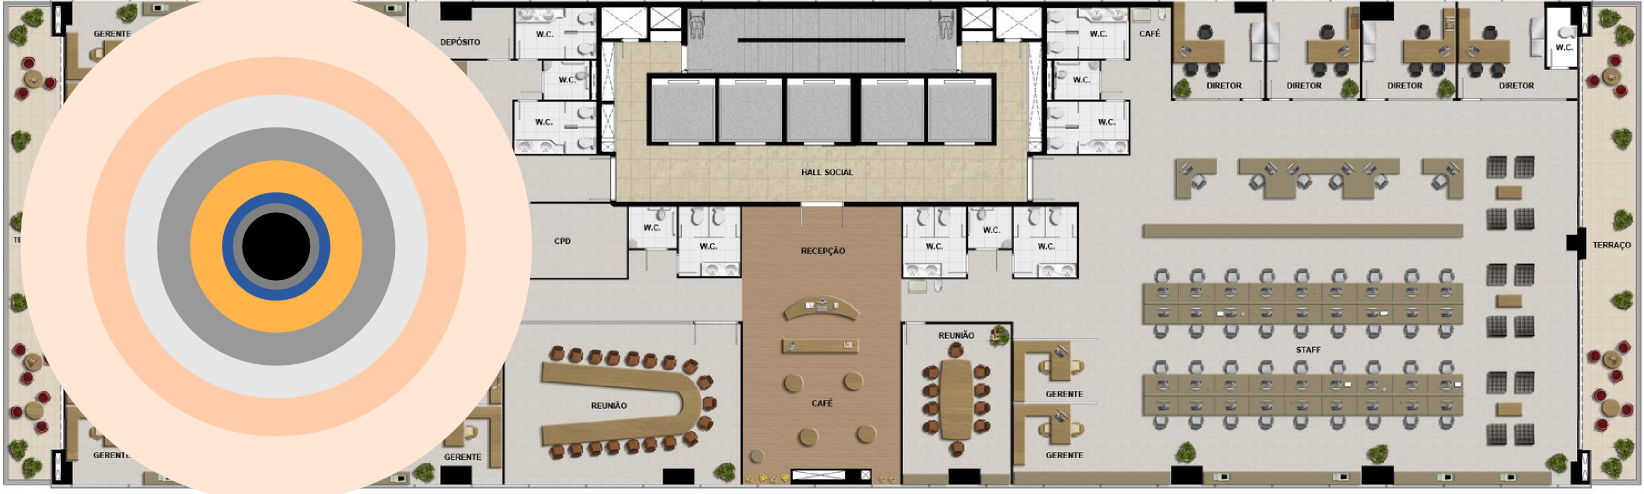 GERENTE
DEPÓSITO
W.C.
W.C.
W.C.
W.C.
W.C.
W.C.
CAFÉ
DIRETOR
DIRETOR
DIRETOR
DIRETOR
W.C.
HALL SOCIAL
CPD
W.C.
W.C.
RECEPÇÃO
W.C.
W.C.
W.C.
TERRAÇO
REUNIÃO
STAFF
REUNIÃO
CAFÉ
GERENTE
GERENTE
GERENTE
GERENTE